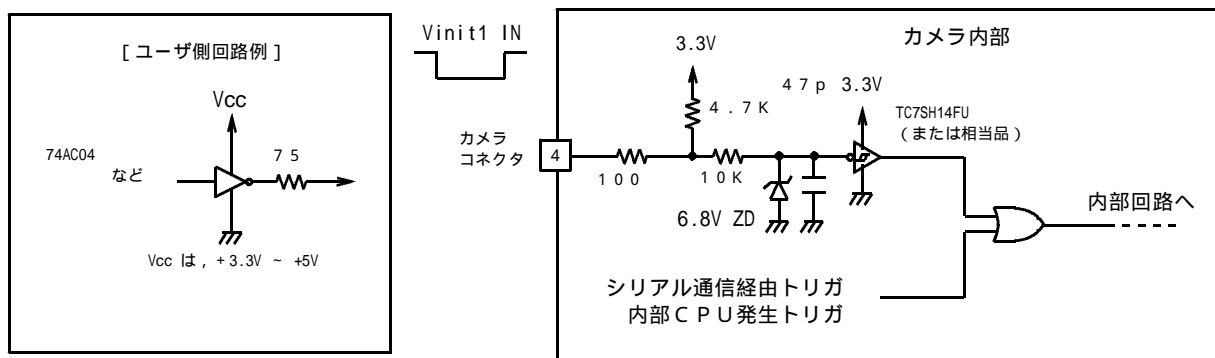 [ ユーザ側回路例 ]
Vcc
74AC04
など
75
Vcc は , +3.3V ~ +5V
Vinit1 IN
カメラ
コネクタ
4
カメラ内部
3.3V
4.7K
100
10K
6.8V ZD
47p
3.3V
TC7SH14FU
(または相当品)
内部回路へ
シリアル通信経由トリガ
内部CPU発生トリガ